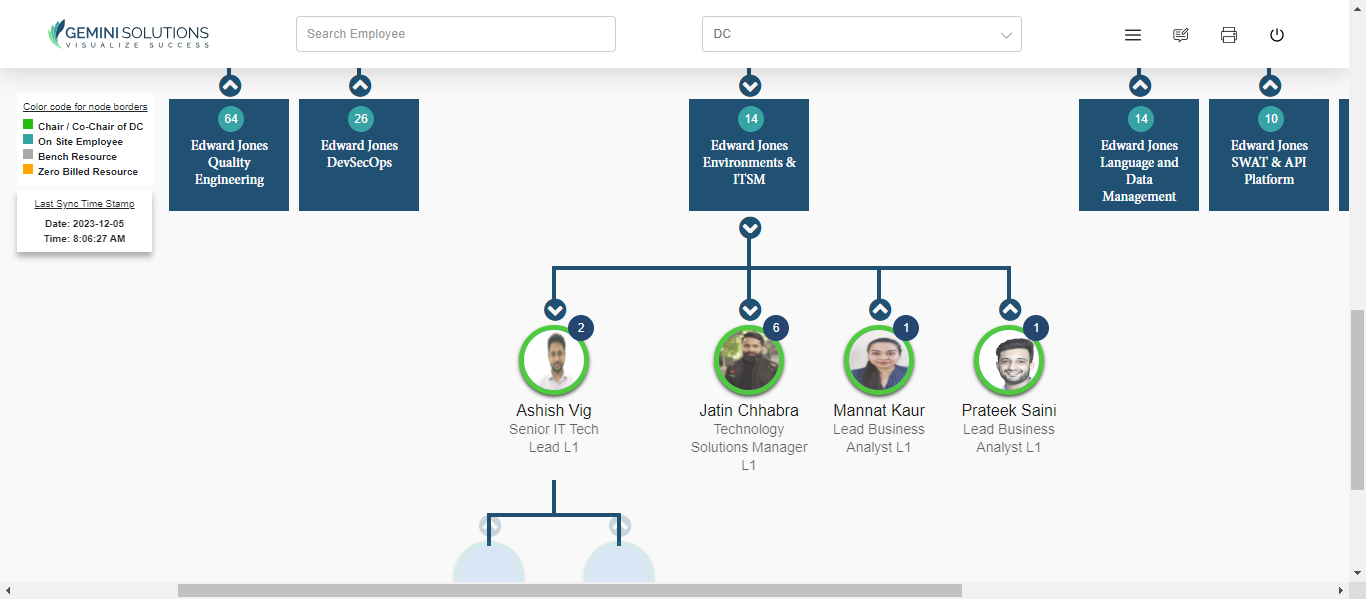 GEMINI SOLUTIONS
VISUALIZE SUCCESS
Search Employee
DC
Color code for node borders
Chair / Co-Chair of DC
On Site Employee
Bench Resource
Zero Billed Resource
Last Sync Time Stamp
Date: 2023-12-05
Time: 8:06:27 AM
64
Edward Jones
Quality
Engineering
26
Edward Jones
DevSecOps
14
Edward Jones
Environments &
ITSM
14
Edward Jones
Language and
Data
Management
10
Edward Jones
SWAT & API
Platform
2
Ashish Vig
Senior IT Tech
Lead L1
6
Jatin Chhabra
Technology
Solutions Manager
L1
1
Mannat Kaur
Lead Business
Analyst L1
1
Prateek Saini
Lead Business
Analyst L1